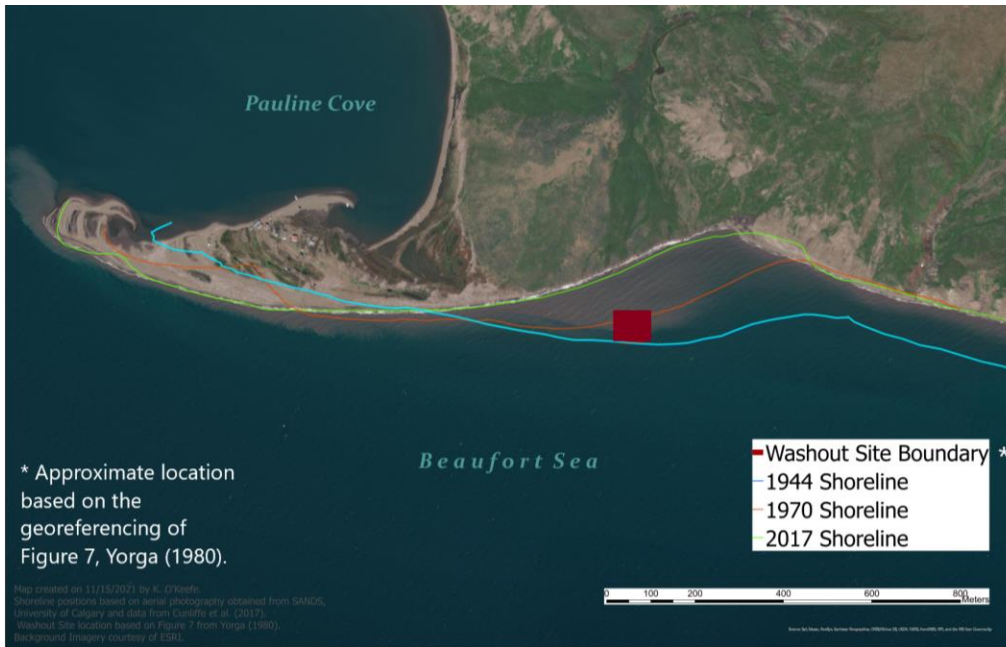 Pauline Cove
Beaufort Sea
* Approximate location
based on the
georeferencing of
Figure 7, Yorga (1980).
Washout Site Boundary *
1944 Shoreline
1970 Shoreline
2017 Shoreline
Map created on 11/15/2021 by K. O'Keefe.
Shoreline positions based on aerial photography obtained from SANDS,
University of Calgary and data from Cunliffe et al. (2017).
Washout Site location based on Figure 7 from Yorga (1980).
Background Imagery courtesy of ESRI.
0 100 200 400 600 800
Meters